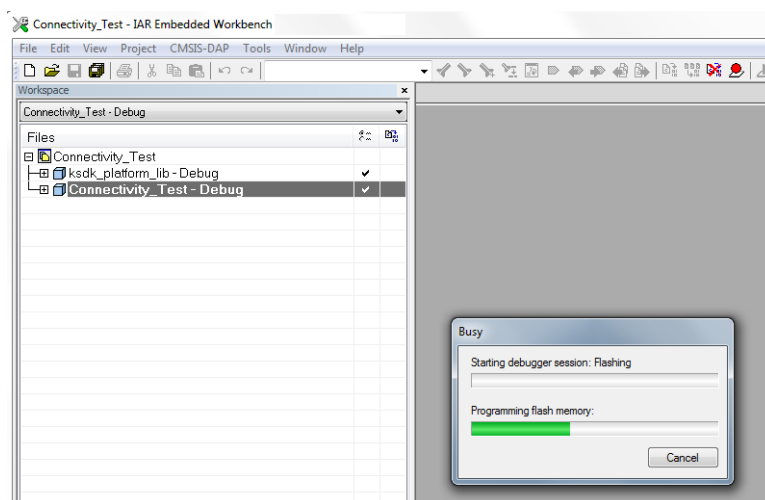 Connectivity_Test - IAR Embedded Workbench
File Edit View Project CMSIS-DAP Tools Window Help
Workspace
Connectivity_Test - Debug
Files
Connectivity_Test
ksdk_platform_lib - Debug
Connectivity_Test - Debug
Busy
Starting debugger session: Flashing
Programming flash memory:
Cancel